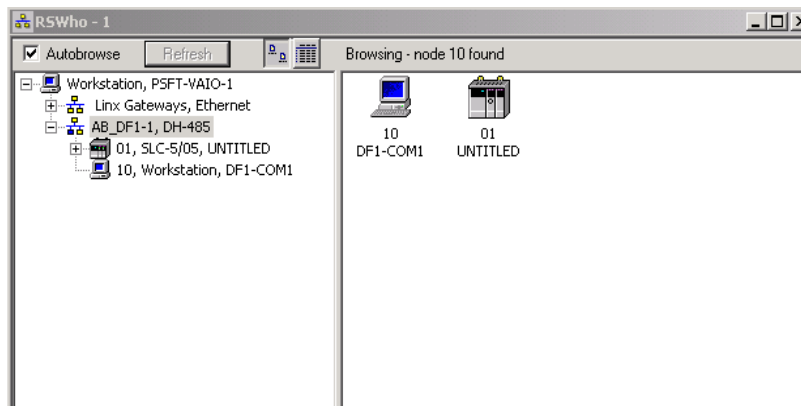 RSWho - 1
Autobrowse Refresh Browsing - node 10 found
Workstation, PSFT-VAIO-1
Linx Gateways, Ethernet
AB_DF1-1, DH-485
01, SLC-5/05, UNTITLED
10, Workstation, DF1-COM1
10
DF1-COM1
01
UNTITLED